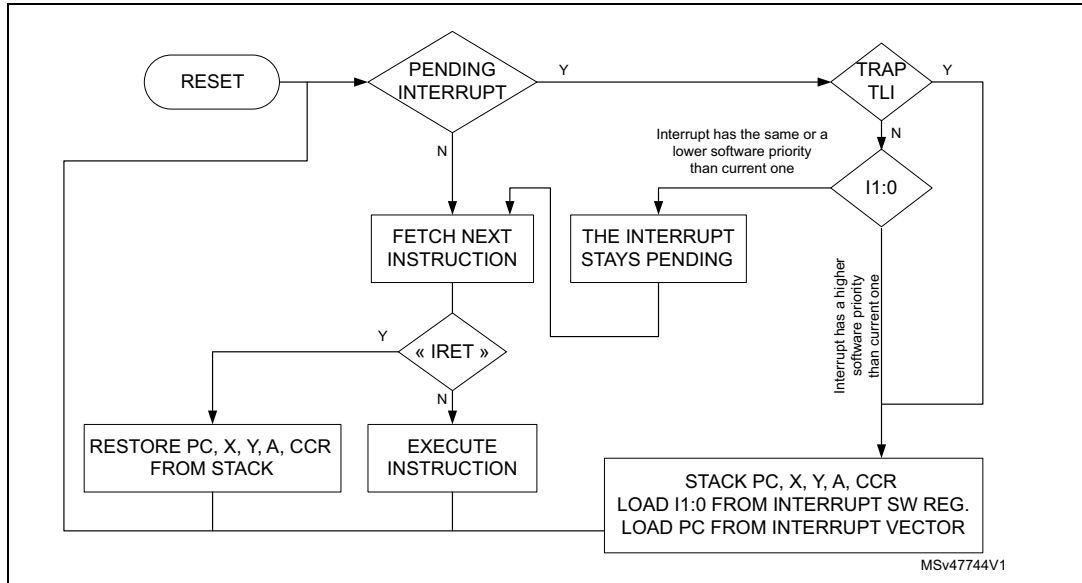 RESET
PENDING
INTERRUPT
Y
TRAP
TLI
Y
N
N
Interrupt has the same or a
lower software priority
than current one
I1:0
FETCH NEXT
INSTRUCTION
THE INTERRUPT
STAYS PENDING
Interrupt has a higher
software priority
than current one
Y
« IRET »
N
RESTORE PC, X, Y, A, CCR
FROM STACK
EXECUTE
INSTRUCTION
STACK PC, X, Y, A, CCR
LOAD I1:0 FROM INTERRUPT SW REG.
LOAD PC FROM INTERRUPT VECTOR
MSv47744V1